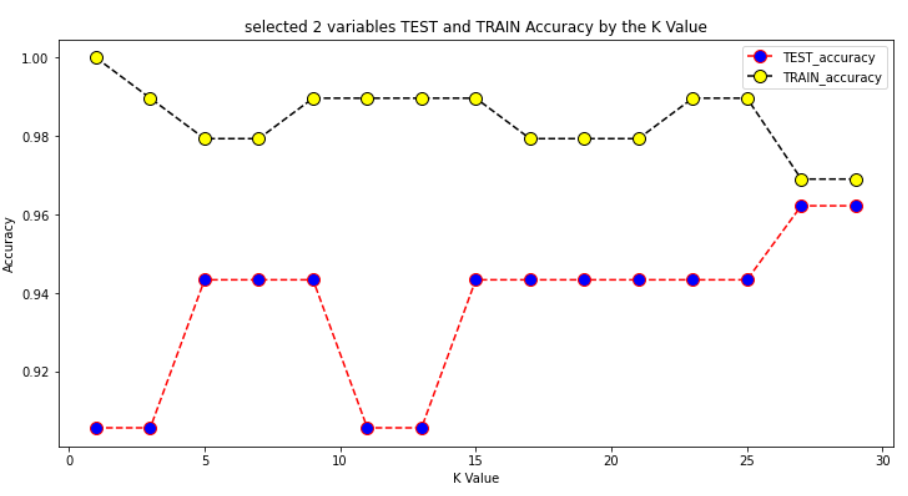 selected 2 variables TEST and TRAIN Accuracy by the K Value
TEST_accuracy
TRAIN_accuracy
Accuracy
1.00
0.98
0.96
0.94
0.92
0 5 10 15 20 25 30
K Value